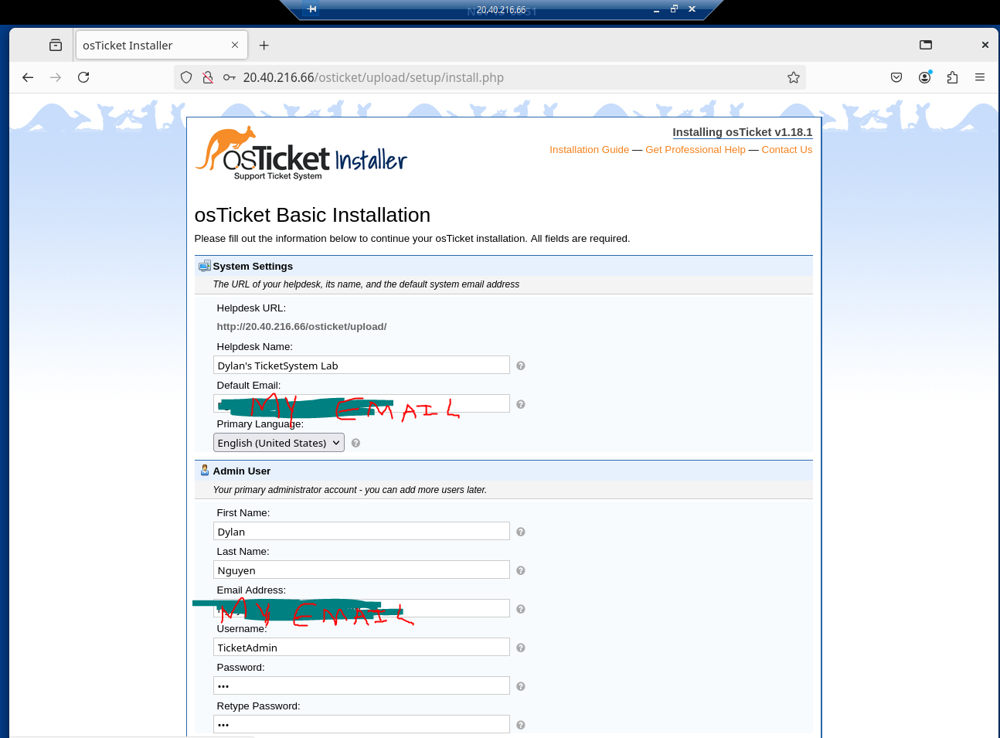 20.40.216.66
osTicket Installer
20.40.216.66/osticket/upload/setup/install.php
osTicket Installer
Support Ticket System
Installing osTicket v1.18.1
Installation Guide — Get Professional Help — Contact Us
osTicket Basic Installation
Please fill out the information below to continue your osTicket installation. All fields are required.
System Settings
The URL of your helpdesk, its name, and the default system email address
Helpdesk URL:
http://20.40.216.66/osticket/upload/
Helpdesk Name:
Dylan's TicketSystem Lab
Default Email:
MY EMAIL
Primary Language:
English (United States)
Admin User
Your primary administrator account - you can add more users later.
First Name:
Dylan
Last Name:
Nguyen
Email Address:
MY EMAIL
Username:
TicketAdmin
Password:
•••
Retype Password:
•••